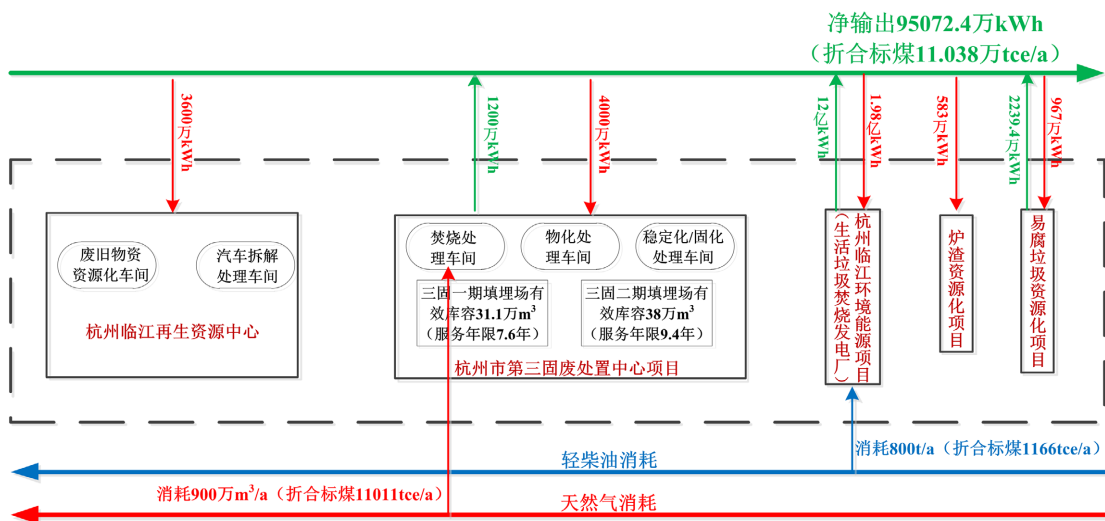 净输出95072.4万kWh
（折合标煤11.038万tce/a）
3600万kWh
1200万kWh
4000万kWh
12亿kWh
1.98亿kWh
583万kWh
2239.4万kWh
967万kWh
废旧物资
资源化车间
汽车拆解
处理车间
杭州临江再生资源中心
焚烧处
理车间
物化处
理车间
稳定化/固化
处理车间
三固一期填埋场有
效库容31.1万m³
（服务年限7.6年）
三固二期填埋场有
效库容38万m³
（服务年限9.4年）
杭州市第三固废处置中心项目
杭州临江环境能源项目
（生活垃圾焚烧发电厂）
炉渣资源化项目
易腐垃圾资源化项目
消耗800t/a（折合标煤1166tce/a）
轻柴油消耗
消耗900万m³/a（折合标煤11011tce/a）
天然气消耗